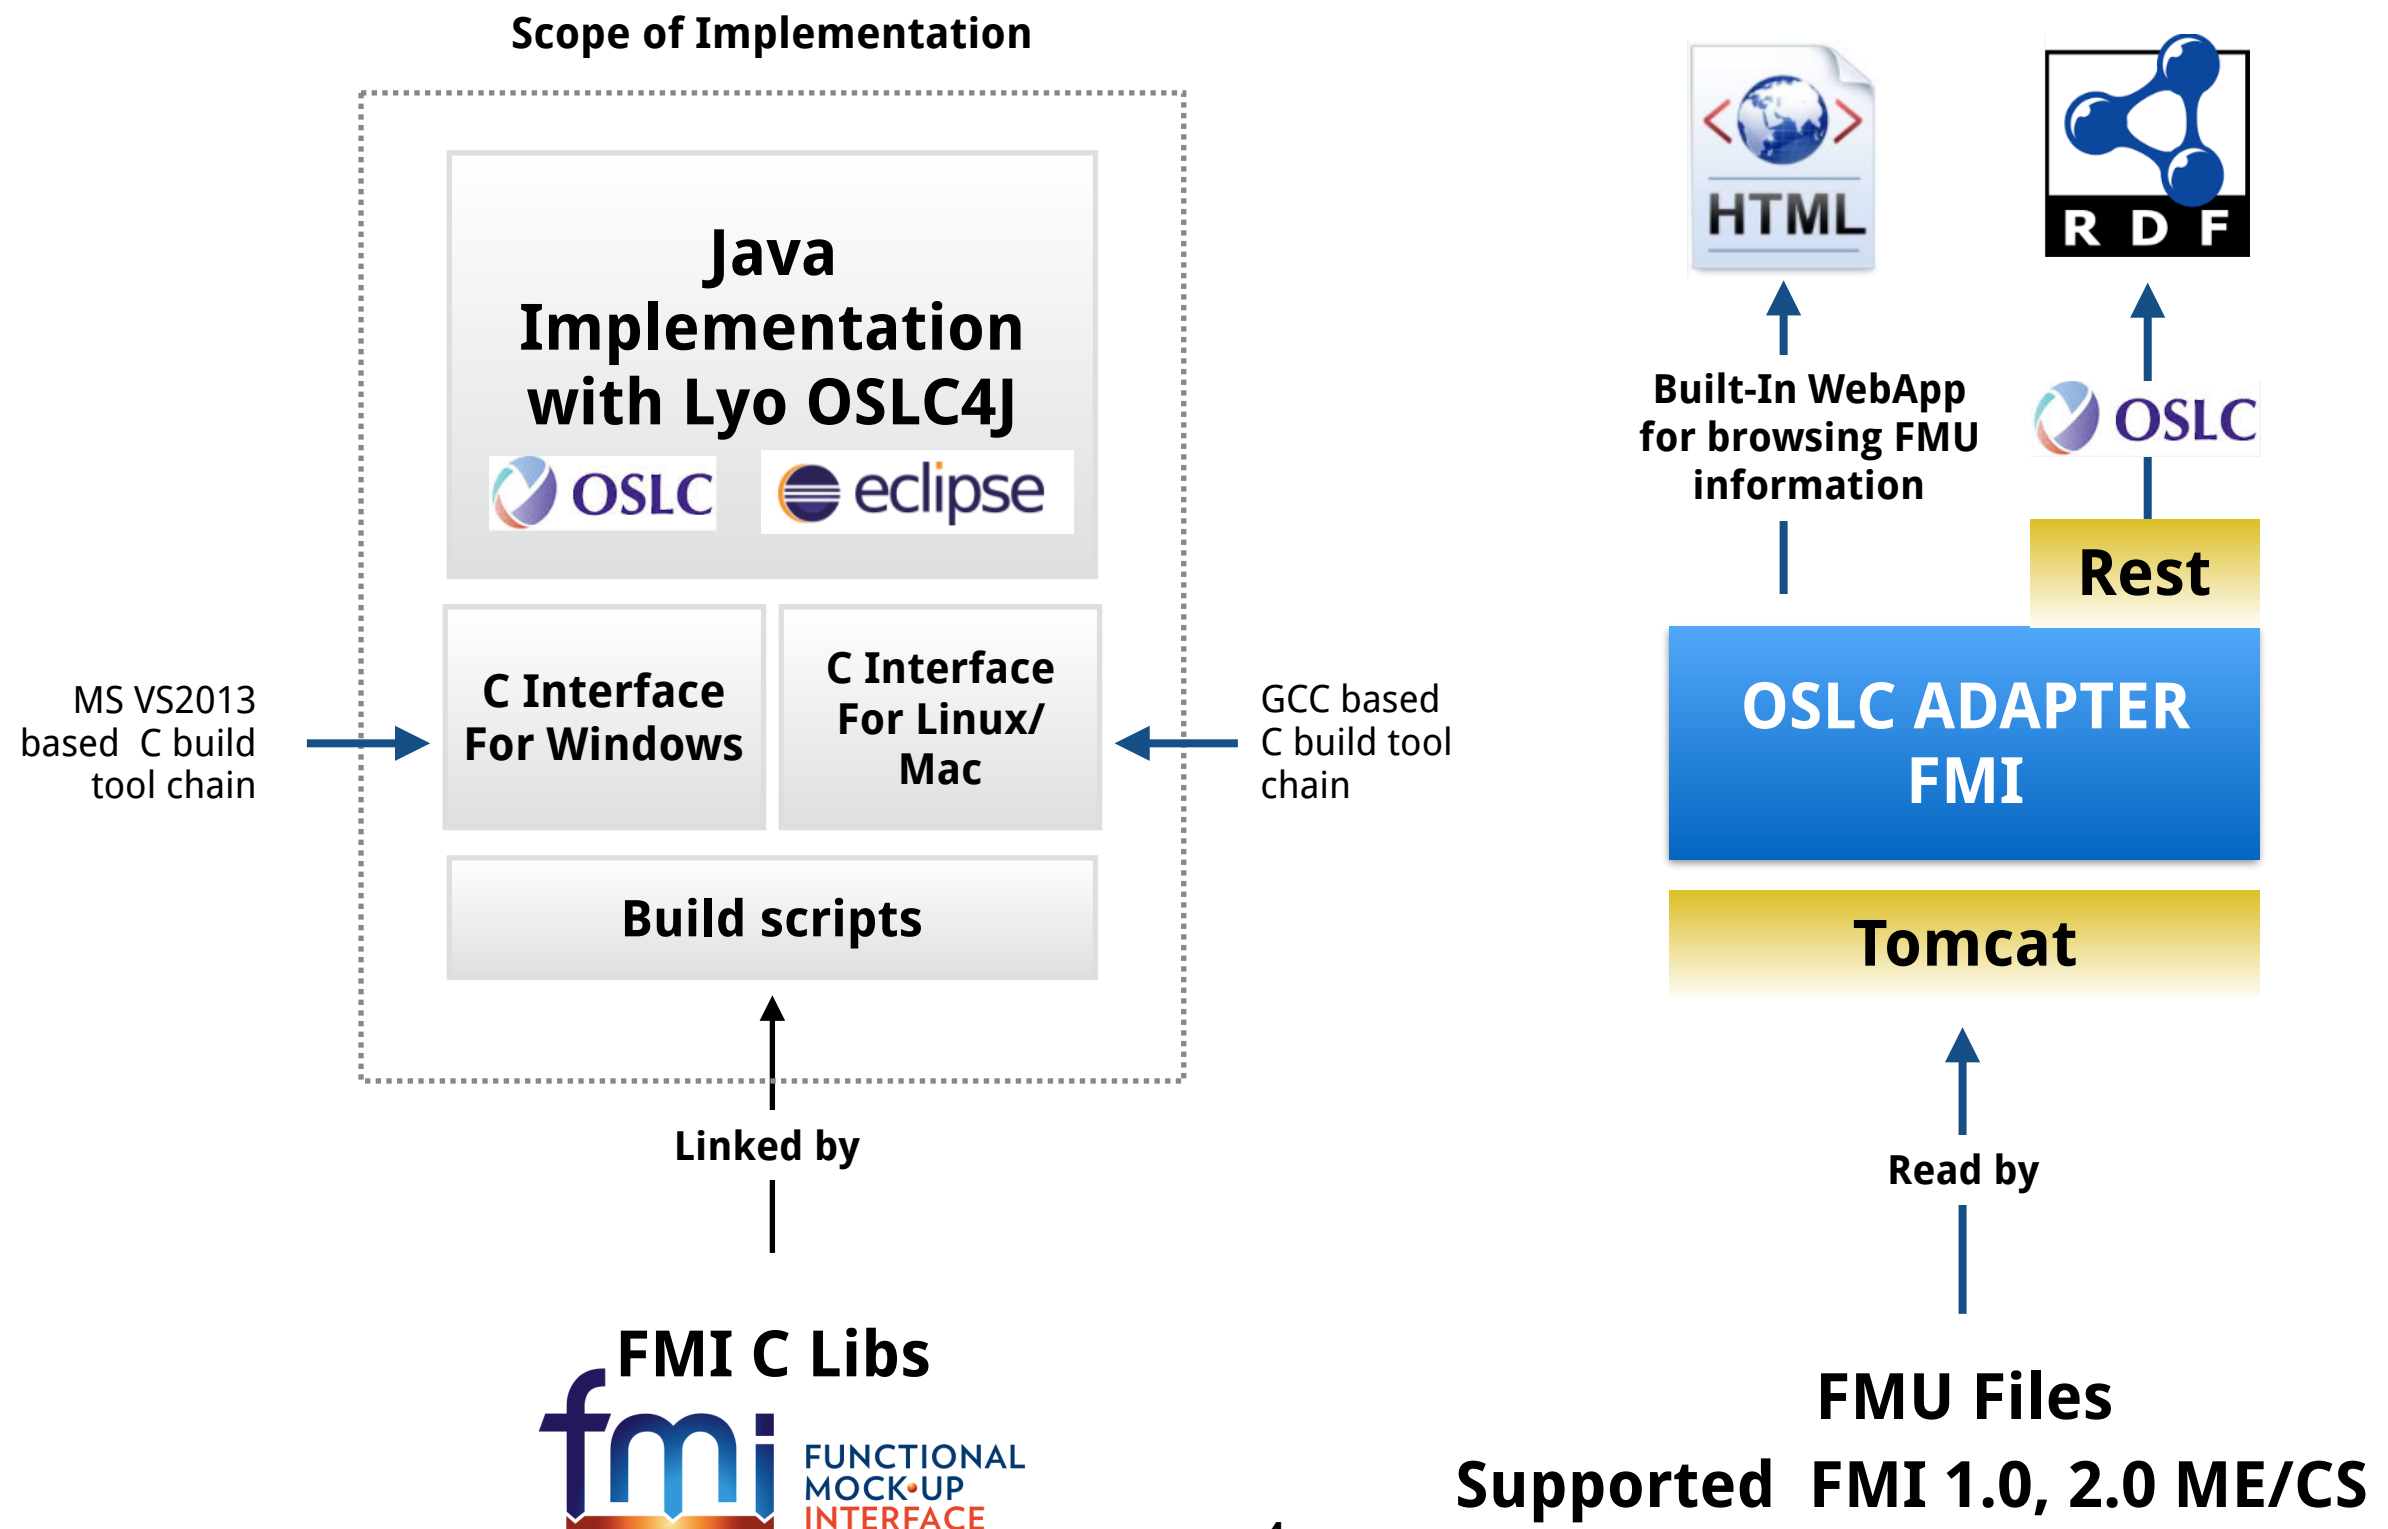 Scope of Implementation
Java
Implementation
with Lyo OSLC4J
OSLC
eclipse
C Interface
For Windows
C Interface
For Linux/
Mac
Build scripts
MS VS2013
based  C build
tool chain
GCC based
C build tool
chain
Linked by
FMI C Libs
fmi
FUNCTIONAL
MOCK•UP
INTERFACE
HTML
RDF
Built-In WebApp
for browsing FMU
information
OSLC
Rest
OSLC ADAPTER
FMI
Tomcat
Read by
FMU Files
Supported  FMI 1.0, 2.0 ME/CS